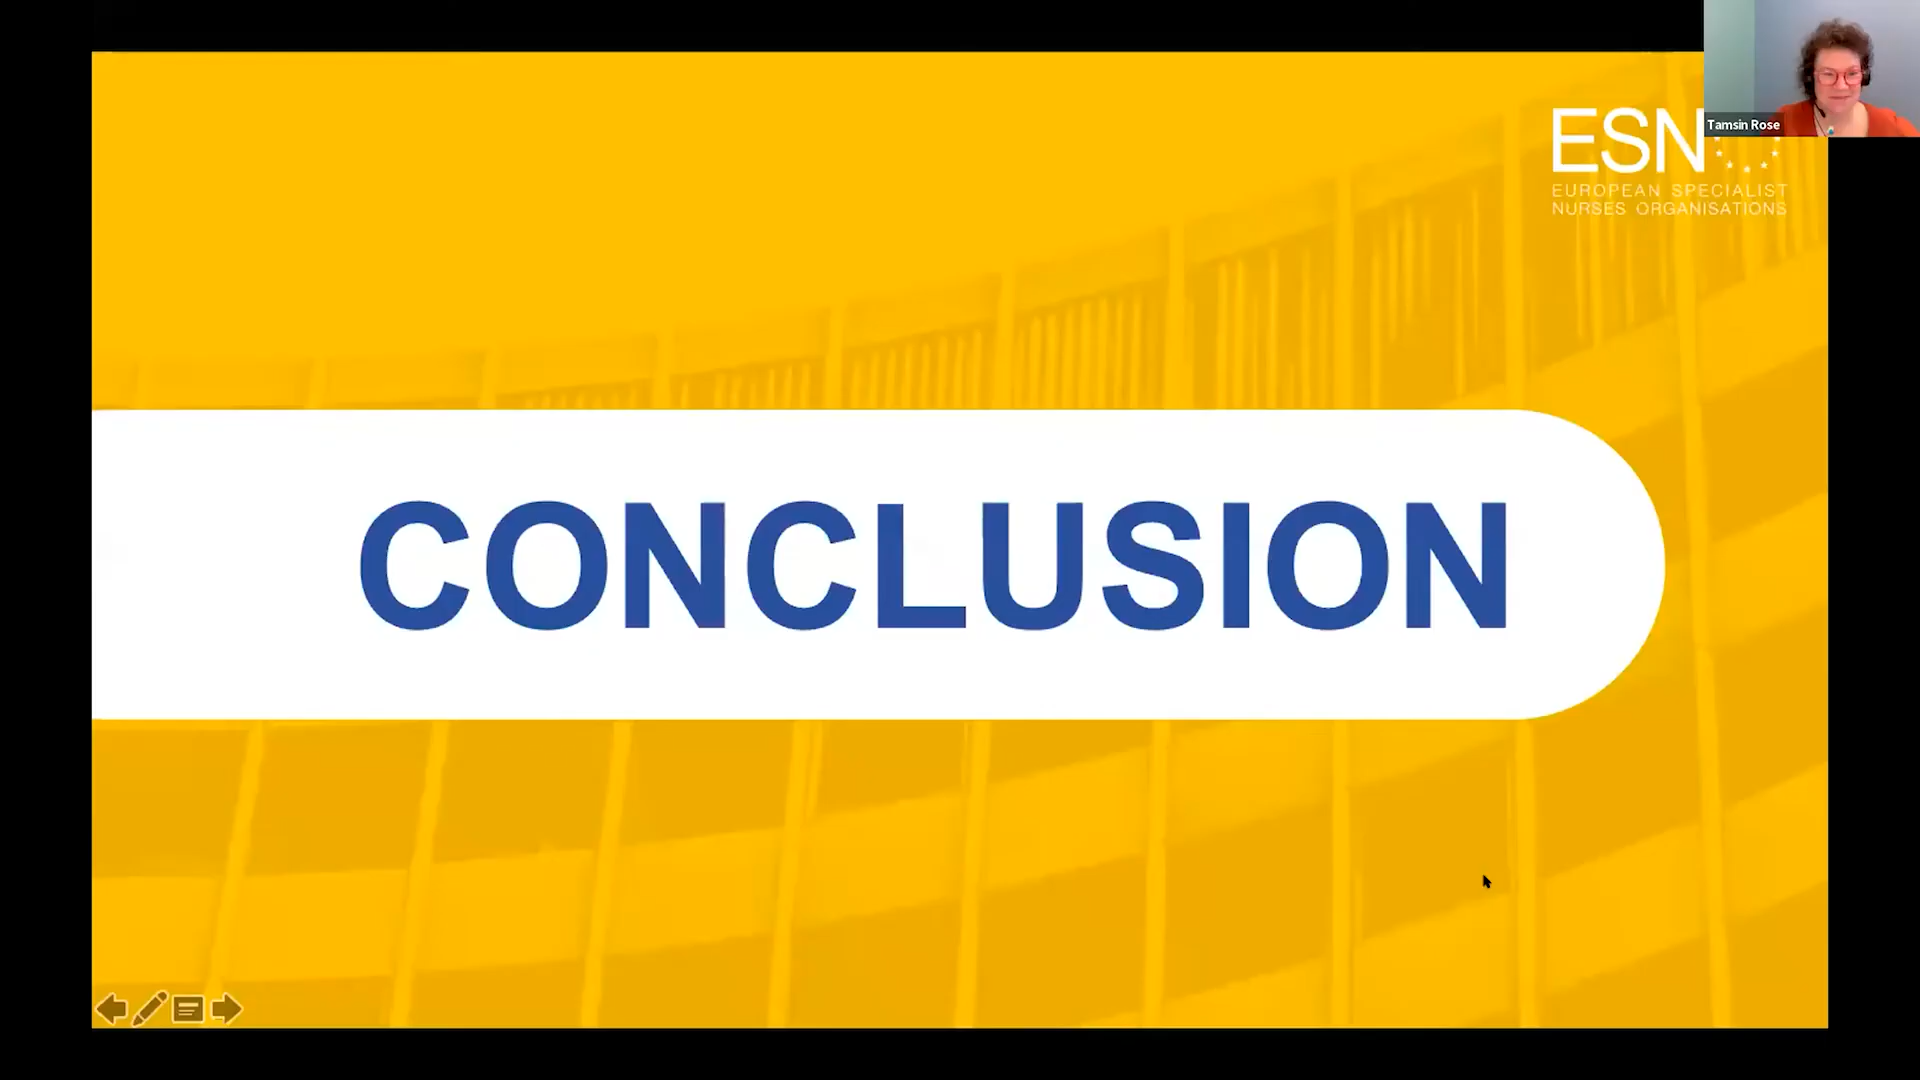 Tamsin Rose
ESN
EUROPEAN SPECIALIST
NURSES ORGANISATIONS
CONCLUSION